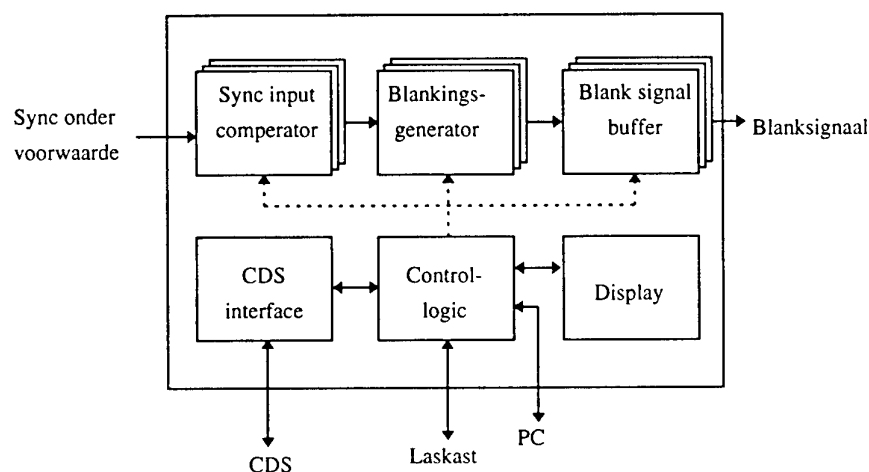 Sync onder
voorwaarde
Sync input
comperator
Blankings-
generator
Blank signal
buffer
Blanksignaal
CDS
interface
Control-
logic
Display
CDS
Laskast
PC